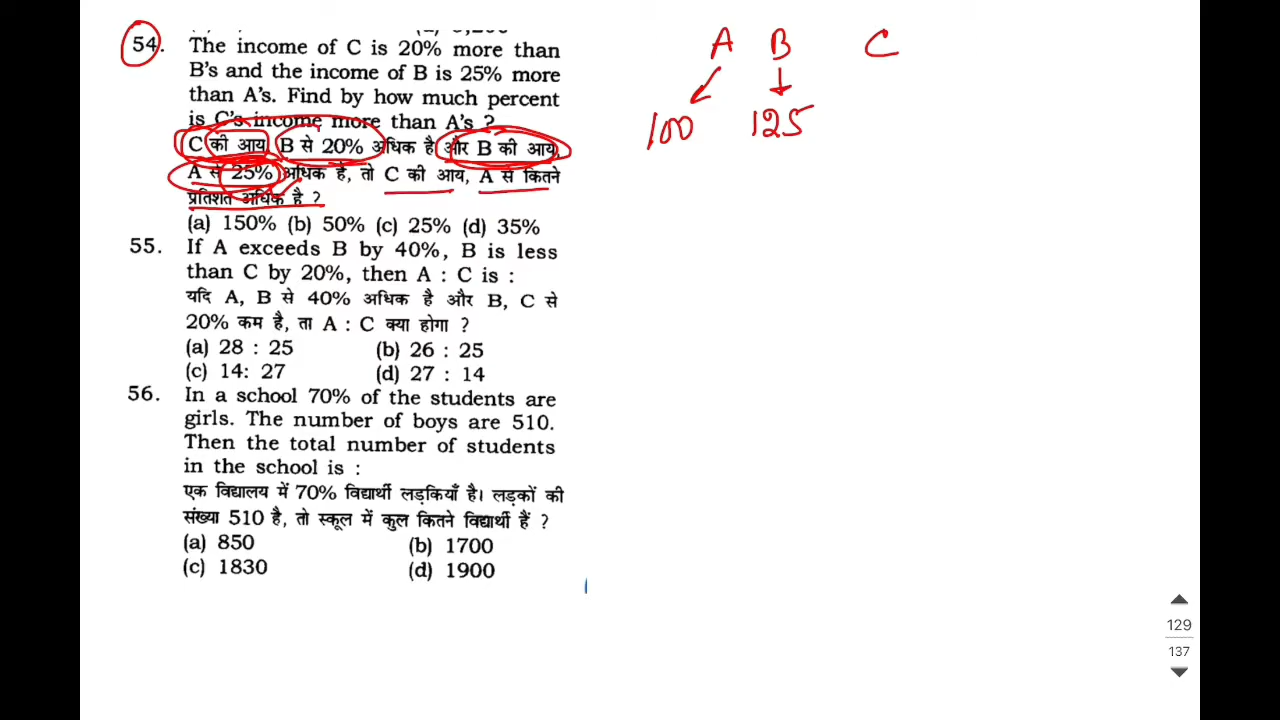 54. The income of C is 20% more than
B's and the income of B is 25% more
than A's. Find by how much percent
is C's income more than A's ?
C की आय B से 20% अधिक है और B की आय,
A से 25% अधिक है, तो C की आय, A से कितने
प्रतिशत अधिक है ?
(a) 150% (b) 50% (c) 25% (d) 35%
55. If A exceeds B by 40%, B is less
than C by 20%, then A : C is :
यदि A, B से 40% अधिक है और B, C से
20% कम है, ता A : C क्या होगा ?
(a) 28 : 25 (b) 26 : 25
(c) 14: 27 (d) 27 : 14
56. In a school 70% of the students are
girls. The number of boys are 510.
Then the total number of students
in the school is :
एक विद्यालय में 70% विद्यार्थी लड़कियाँ है। लड़कों की
संख्या 510 है, तो स्कूल में कुल कितने विद्यार्थी हैं ?
(a) 850 (b) 1700
(c) 1830 (d) 1900
A B C
100 125
129
137